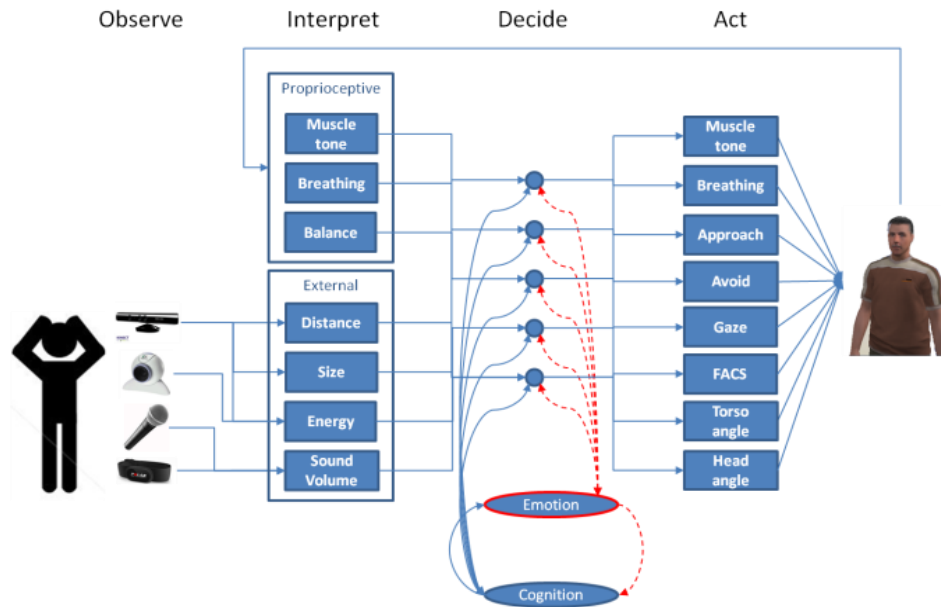 Observe
Interpret
Decide
Act
Proprioceptive
Muscle
tone
Breathing
Balance
External
Distance
Size
Energy
Sound
Volume
Emotion
Cognition
Muscle
tone
Breathing
Approach
Avoid
Gaze
FACS
Torso
angle
Head
angle